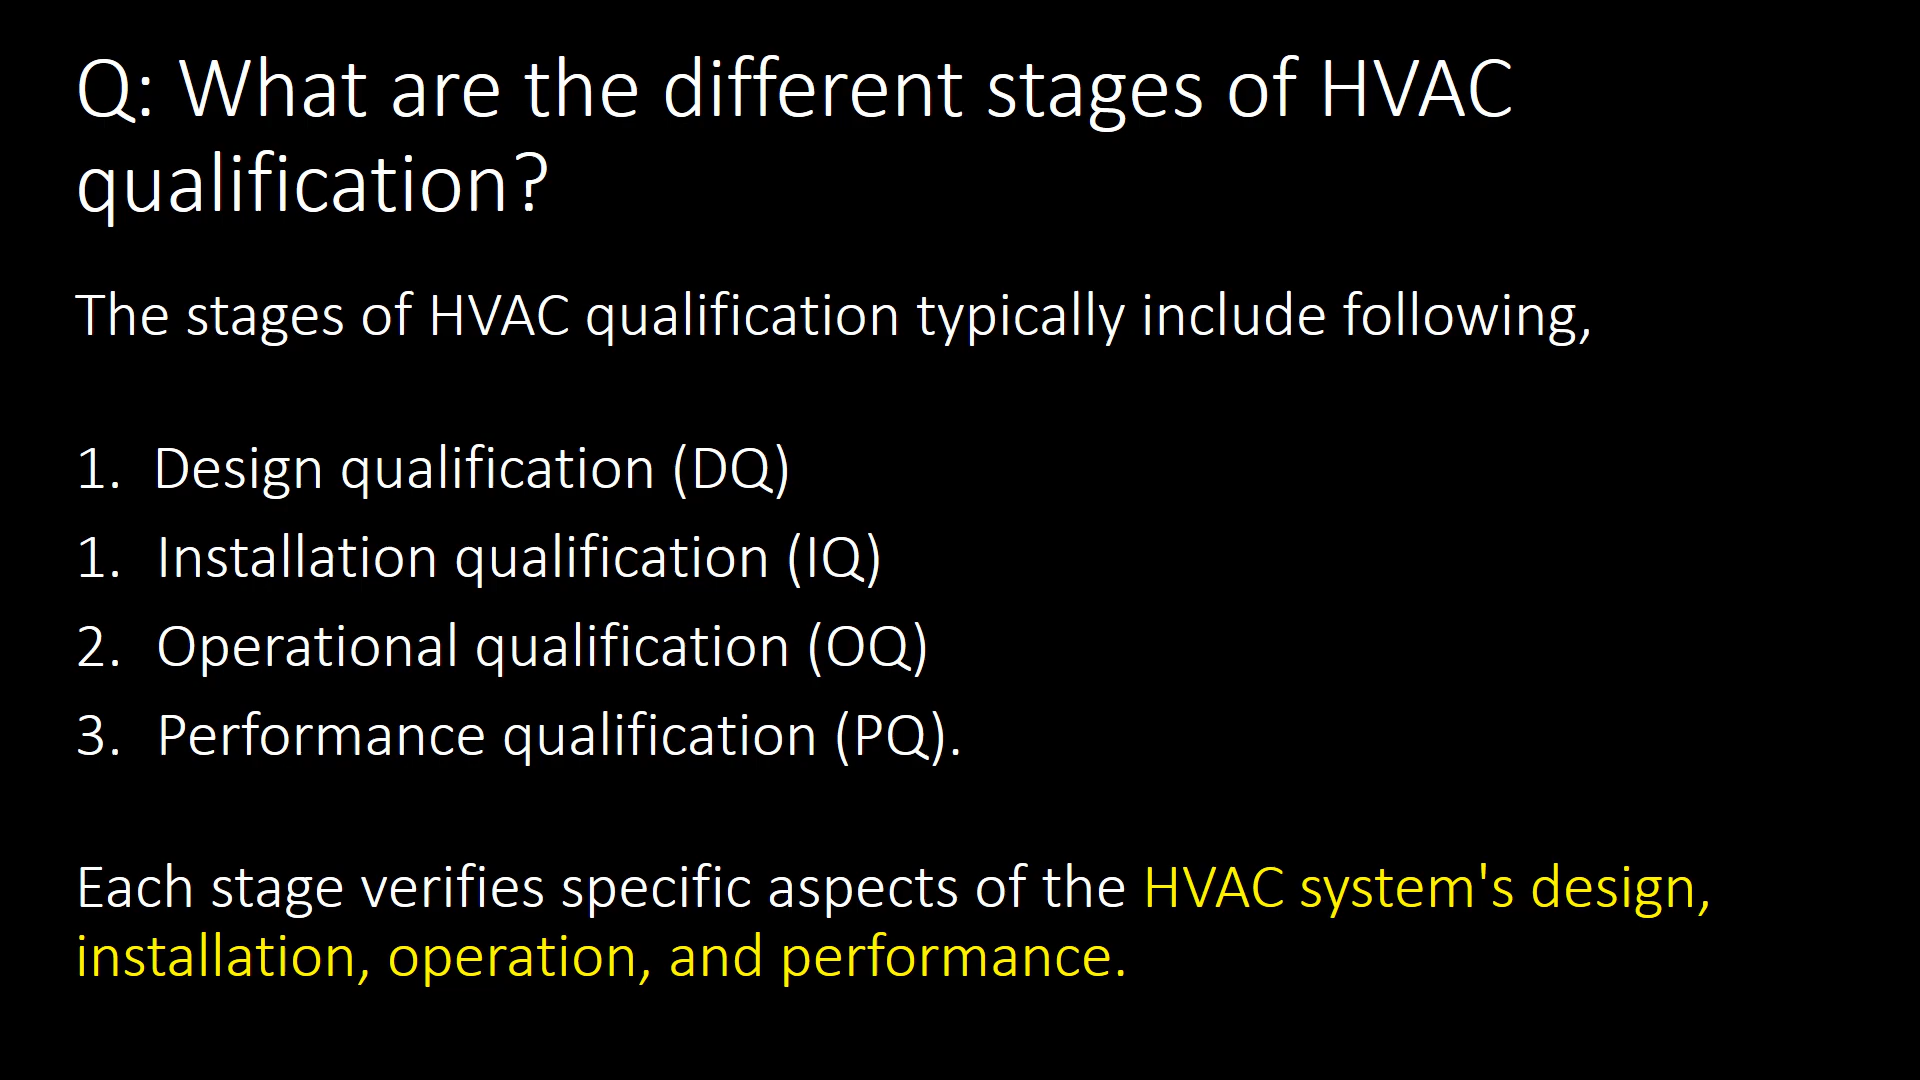 Q: What are the different stages of HVAC
qualification?
The stages of HVAC qualification typically include following,
1. Design qualification (DQ)
1. Installation qualification (IQ)
2. Operational qualification (OQ)
3. Performance qualification (PQ).
Each stage verifies specific aspects of the HVAC system's design,
installation, operation, and performance.